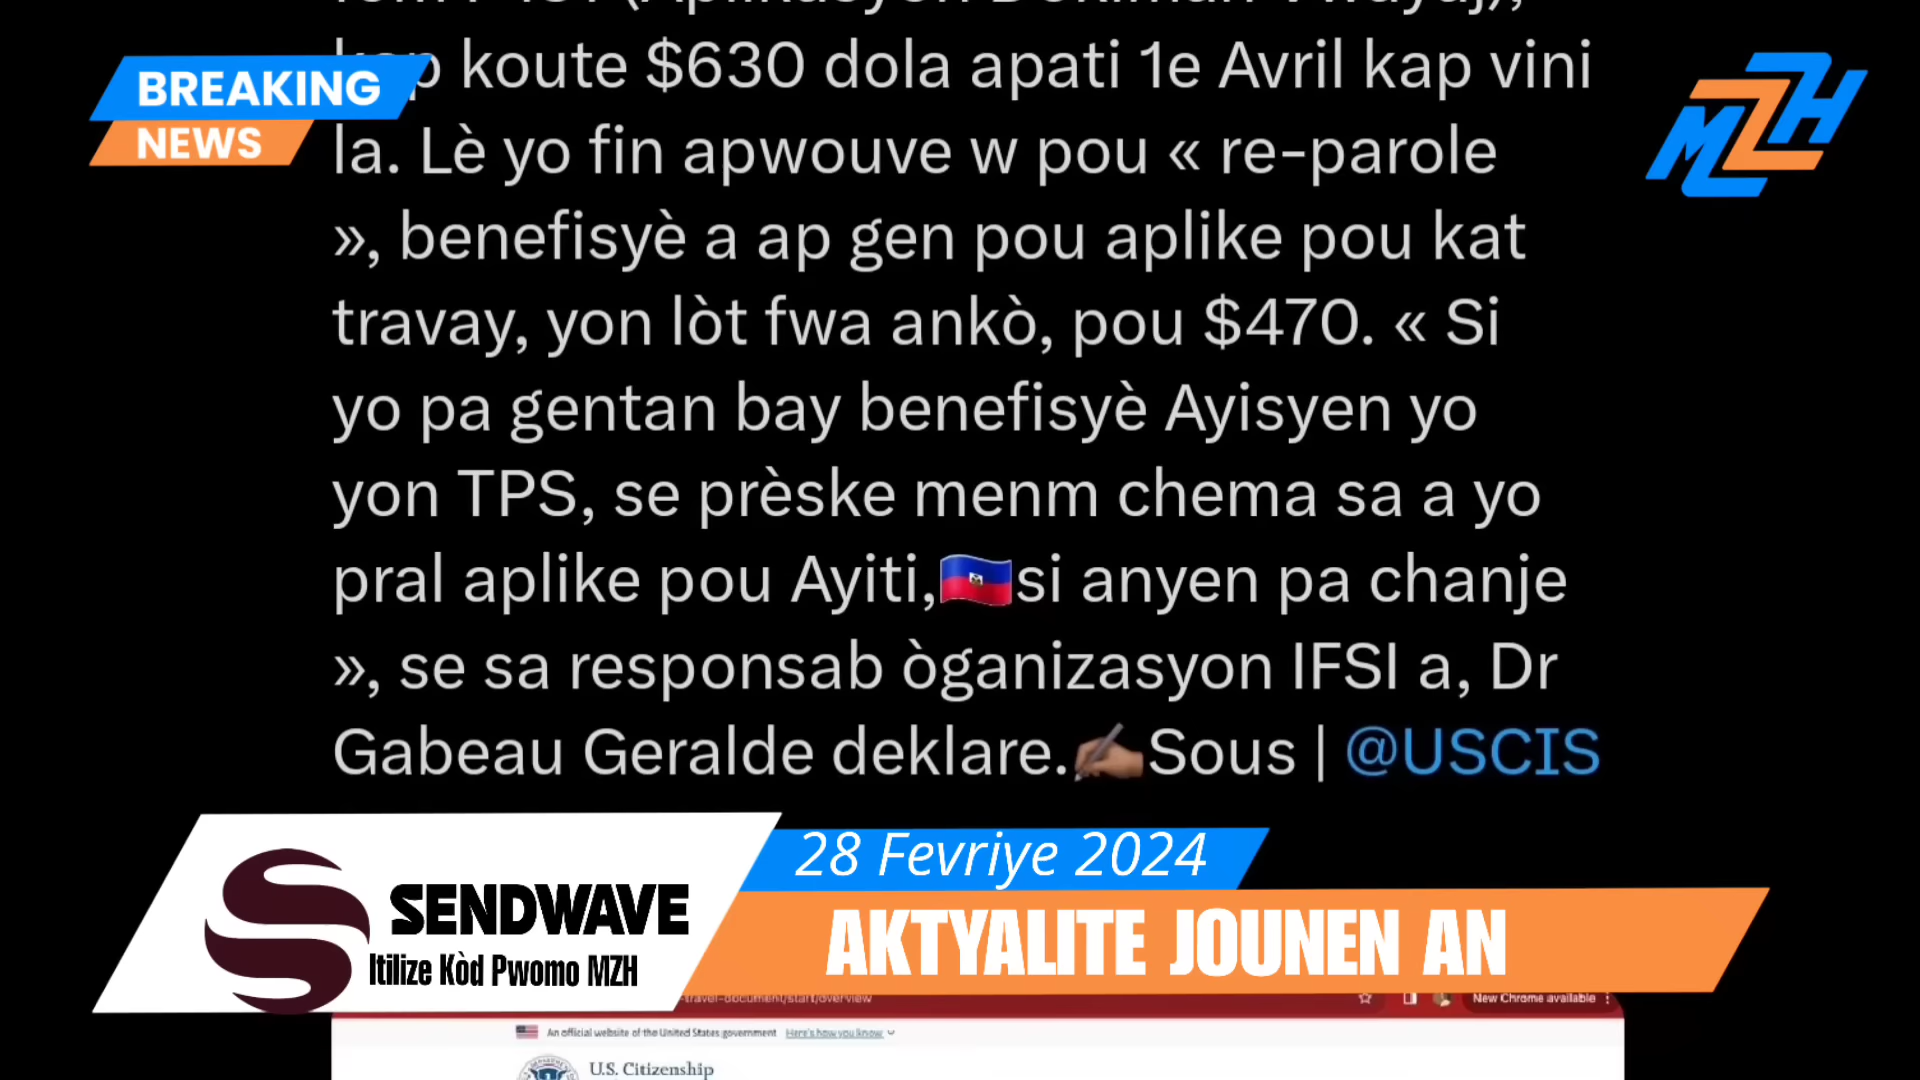 koute $630 dola apati 1e Avril kap vini
la. Lè yo fin apwouve w pou « re-parole
», benefisyè a ap gen pou aplike pou kat
travay, yon lòt fwa ankò, pou $470. « Si
yo pa gentan bay benefisyè Ayisyen yo
yon TPS, se prèske menm chema sa a yo
pral aplike pou Ayiti,🇭🇹si anyen pa chanje
», se sa responsab òganizasyon IFSI a, Dr
Gabeau Geralde deklare.✍🏽Sous | @USCIS
BREAKING
NEWS
MZH
SENDWAVE
Itilize Kòd Pwomo MZH
28 Fevriye 2024
AKTYALITE JOUNEN AN
-travel-document/start/overview
New Chrome available
An official website of the United States government Here's how you know
U.S. Citizenship